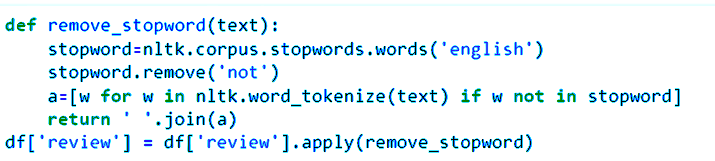 def remove_stopword(text):
    stopword=nltk.corpus.stopwords.words('english')
    stopword.remove('not')
    a=[w for w in nltk.word_tokenize(text) if w not in stopword]
    return ' '.join(a)
df['review'] = df['review'].apply(remove_stopword)